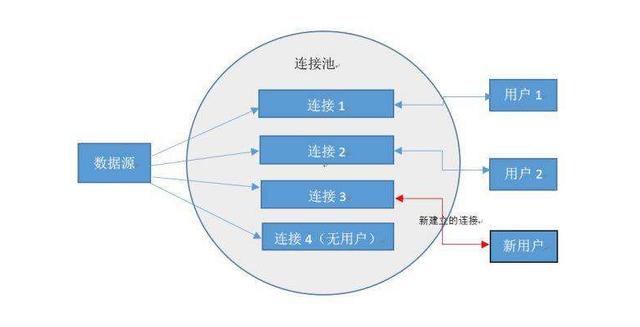 连接池
连接 1
用户 1
数据源
连接 2
用户 2
连接 3
新建立的连接
连接 4（无用户）
新用户